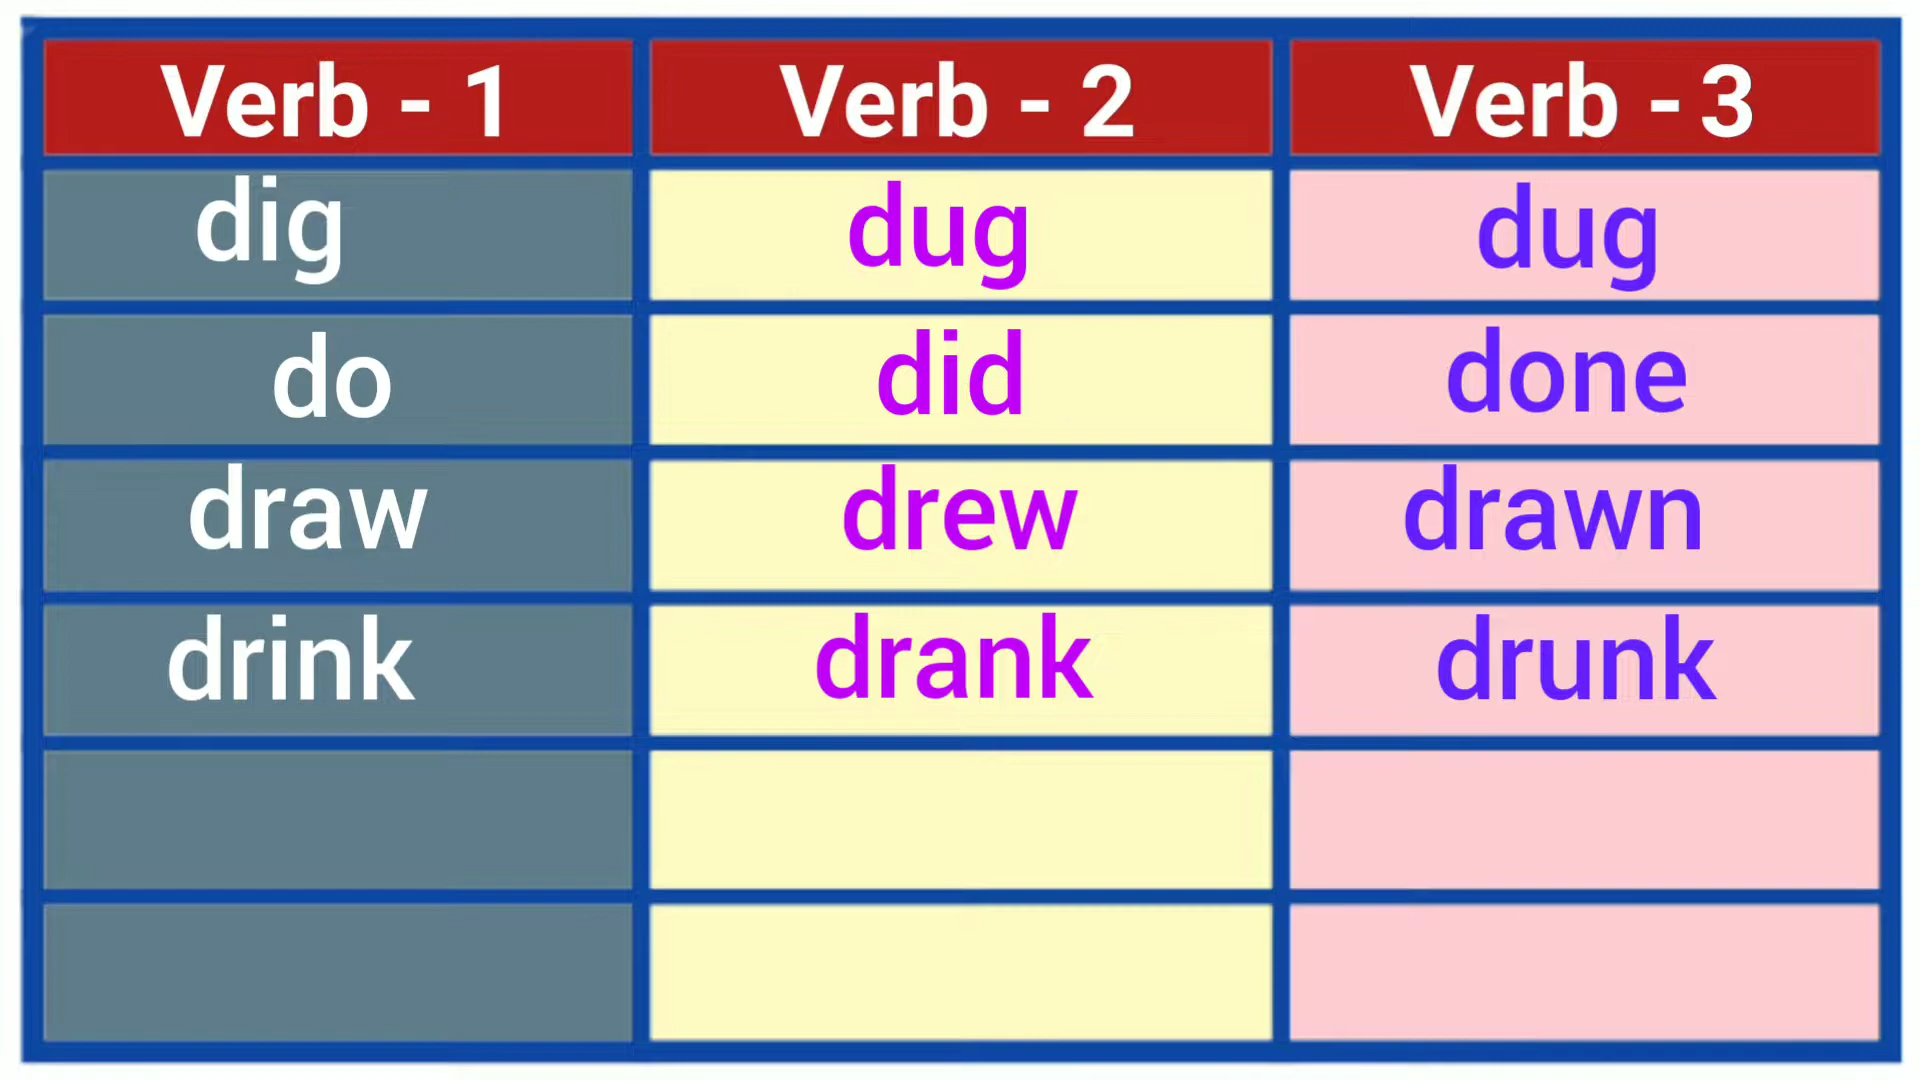 Verb - 1 Verb - 2 Verb - 3
dig dug dug
do did done
draw drew drawn
drink drank drunk